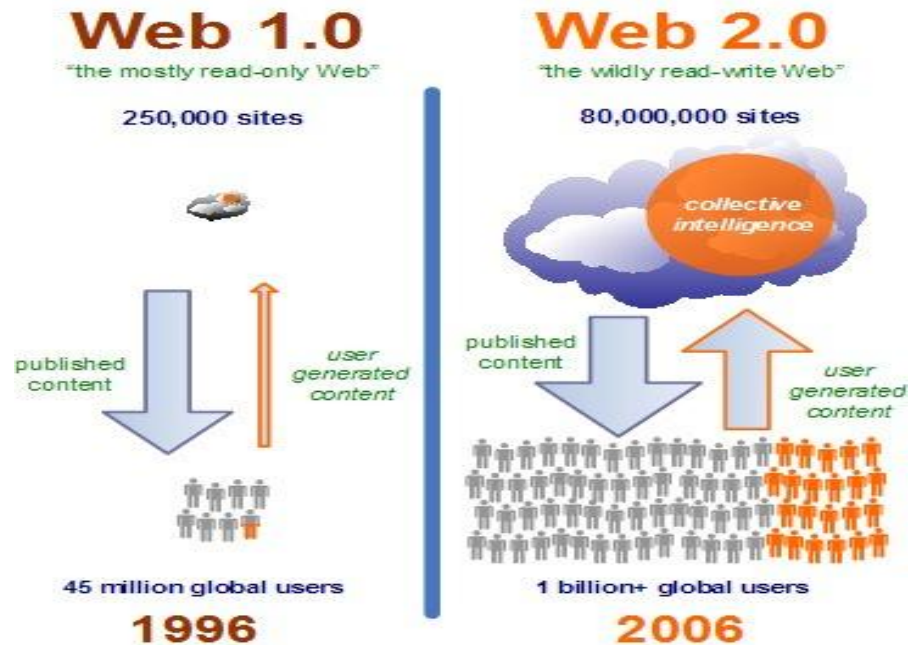 Web 1.0
"the mostly read-only Web"
250,000 sites
published
content
user
generated
content
45 million global users
1996
Web 2.0
"the wildly read-write Web"
80,000,000 sites
collective
intelligence
published
content
user
generated
content
1 billion+ global users
2006